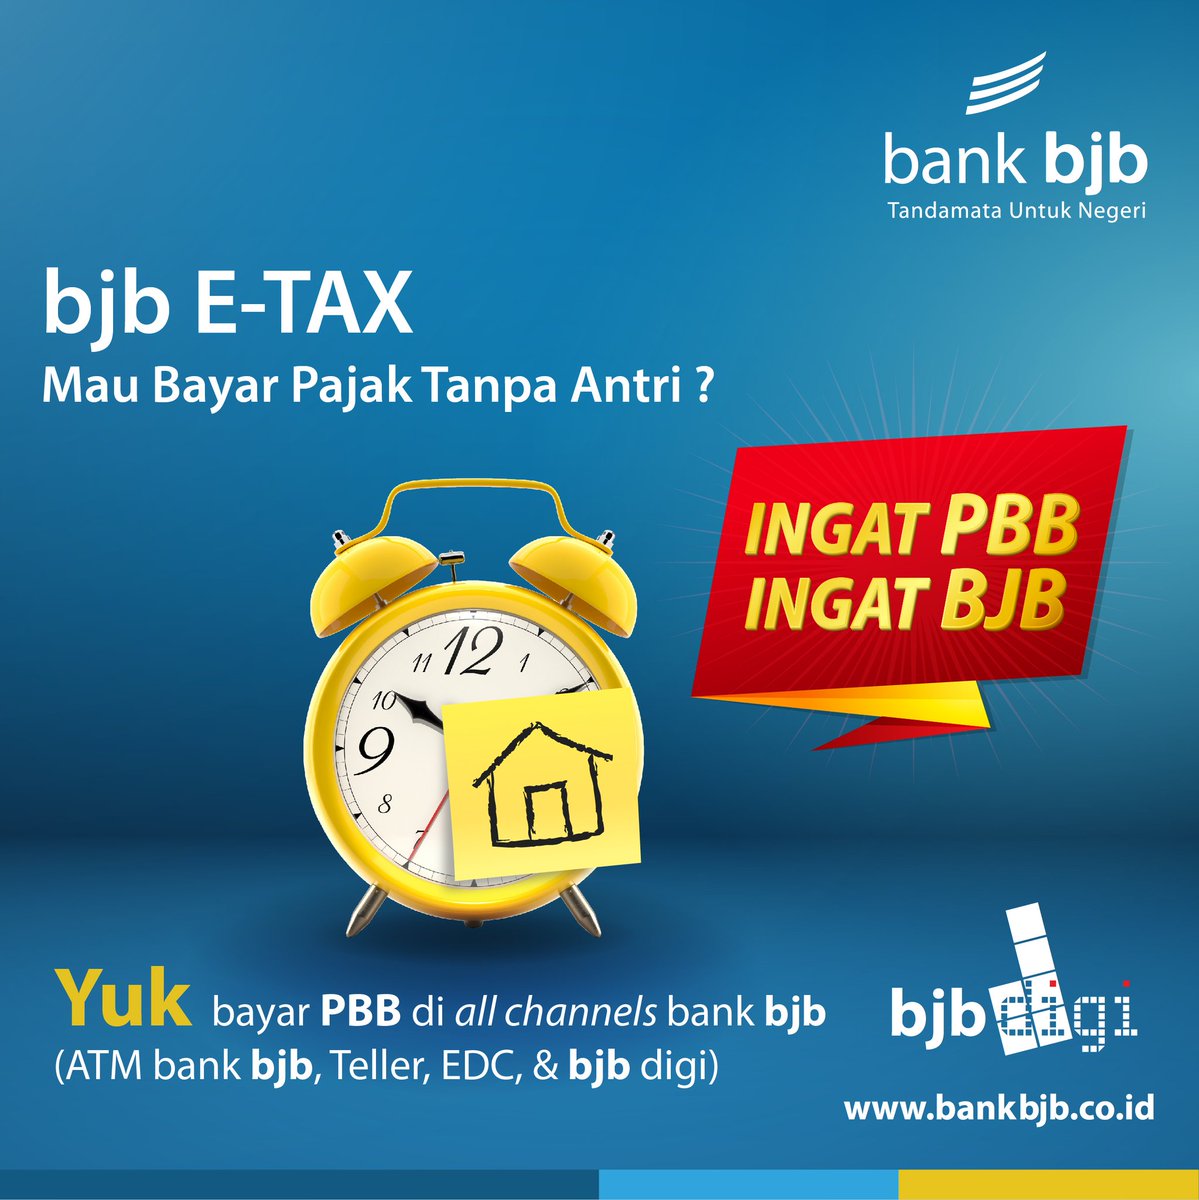 bank bjb
Tandamata Untuk Negeri
bjb E-TAX
Mau Bayar Pajak Tanpa Antri ?
INGAT PBB
INGAT BJB
12
11
1
10
9
8
7
Yuk bayar PBB di all channels bank bjb
(ATM bank bjb, Teller, EDC, & bjb digi)
bjb digi
www.bankbjb.co.id